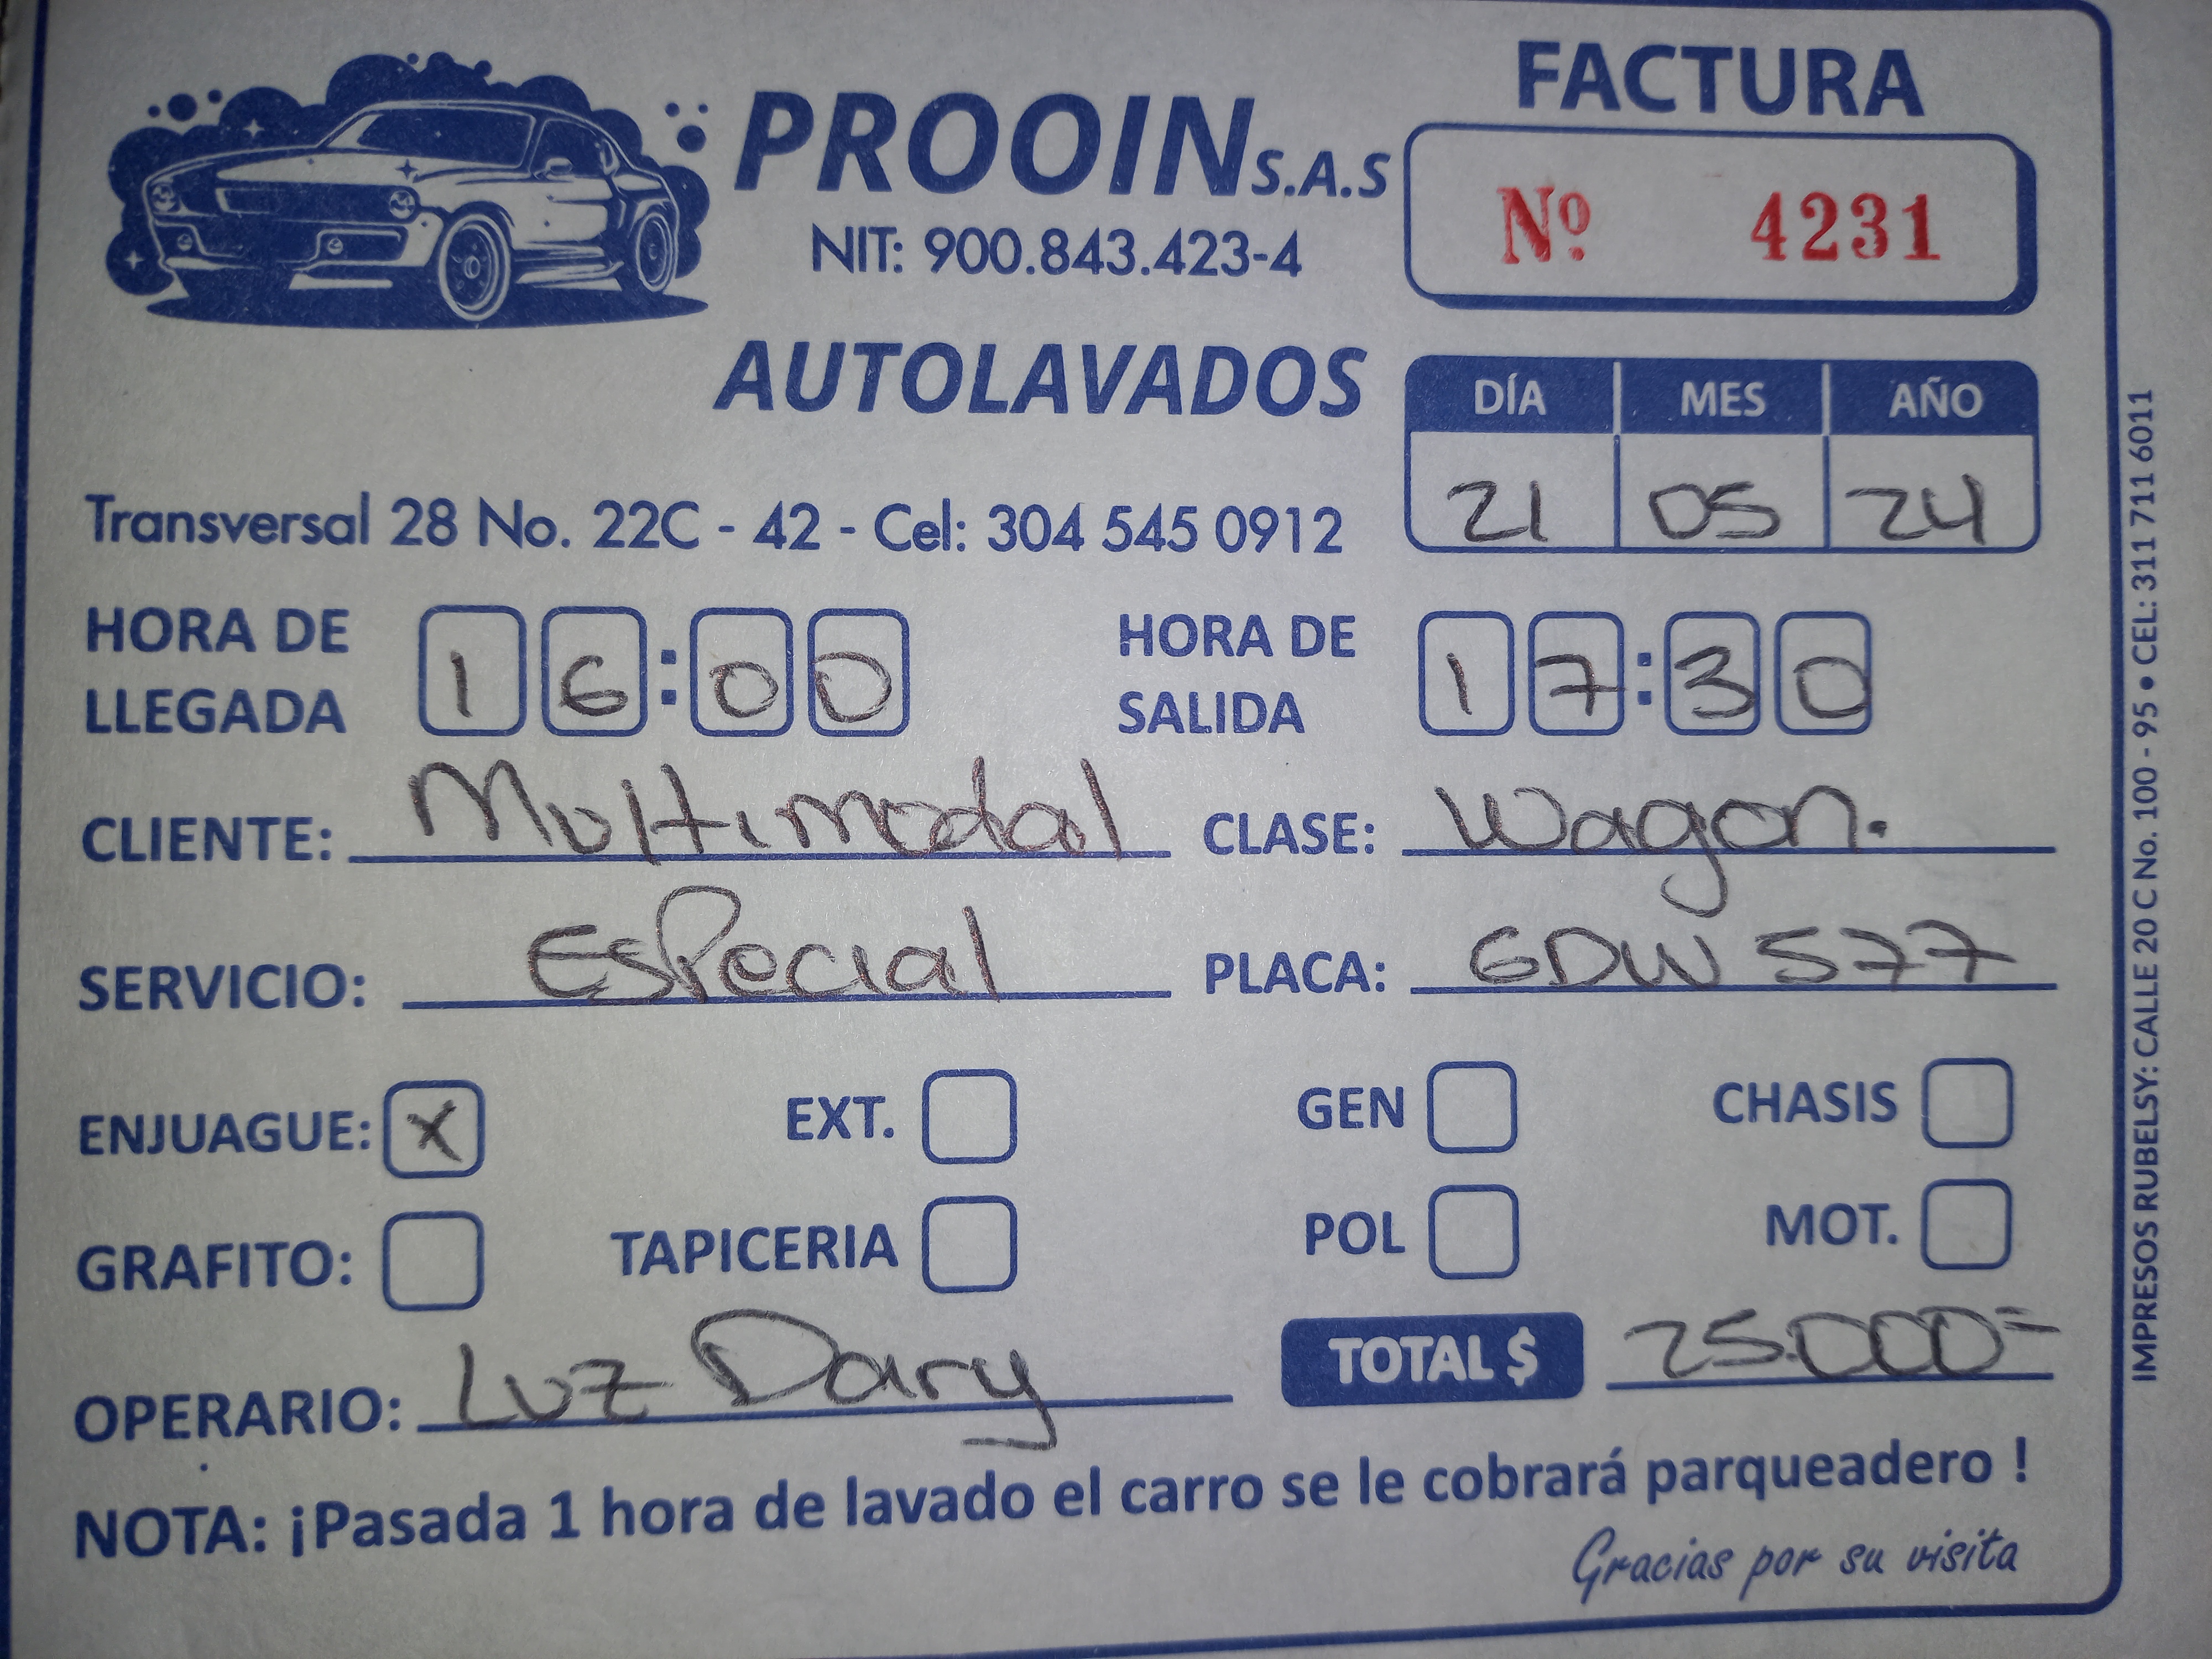 FACTURA
PROOIN S.A.S
Nº 4231
NIT: 900.843.423-4
AUTOLAVADOS
DÍA MES AÑO
21 05 24
Transversal 28 No. 22C - 42 - Cel: 304 545 0912
HORA DE LLEGADA 16:00 HORA DE SALIDA 17:30
CLIENTE: Multimodal CLASE: Wagon.
SERVICIO: Especial PLACA: GDW 577
ENJUAGUE: X EXT. GEN CHASIS
GRAFITO: TAPICERIA POL MOT.
OPERARIO: Luz Dary TOTAL $ 25.000=
NOTA: ¡Pasada 1 hora de lavado el carro se le cobrará parqueadero !
Gracias por su visita
IMPRESOS RUBELSY: CALLE 20 C No. 100 - 95 • CEL: 311 711 6011